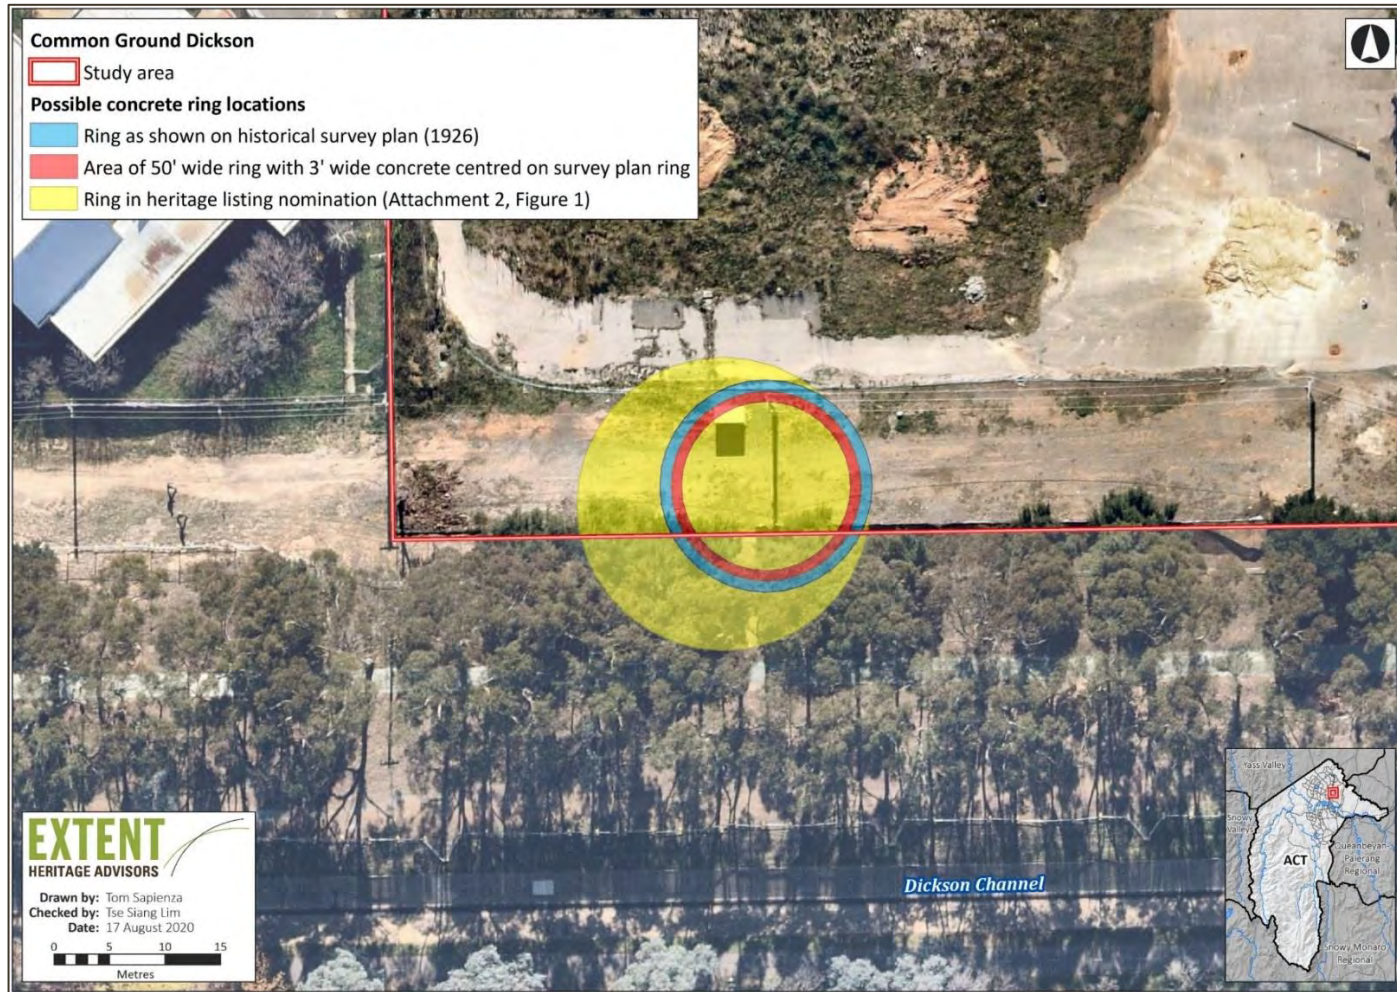 Common Ground Dickson
Study area
Possible concrete ring locations
Ring as shown on historical survey plan (1926)
Area of 50' wide ring with 3' wide concrete centred on survey plan ring
Ring in heritage listing nomination (Attachment 2, Figure 1)
Dickson Channel
EXTENT
HERITAGE ADVISORS
Drawn by: Tom Sapienza
Checked by: Tse Siang Lim
Date: 17 August 2020
0 5 10 15
Metres
Yass Valley
Snowy
Valleys
Queanbeyan-
Palerang
Regional
ACT
Snowy Monaro
Regional